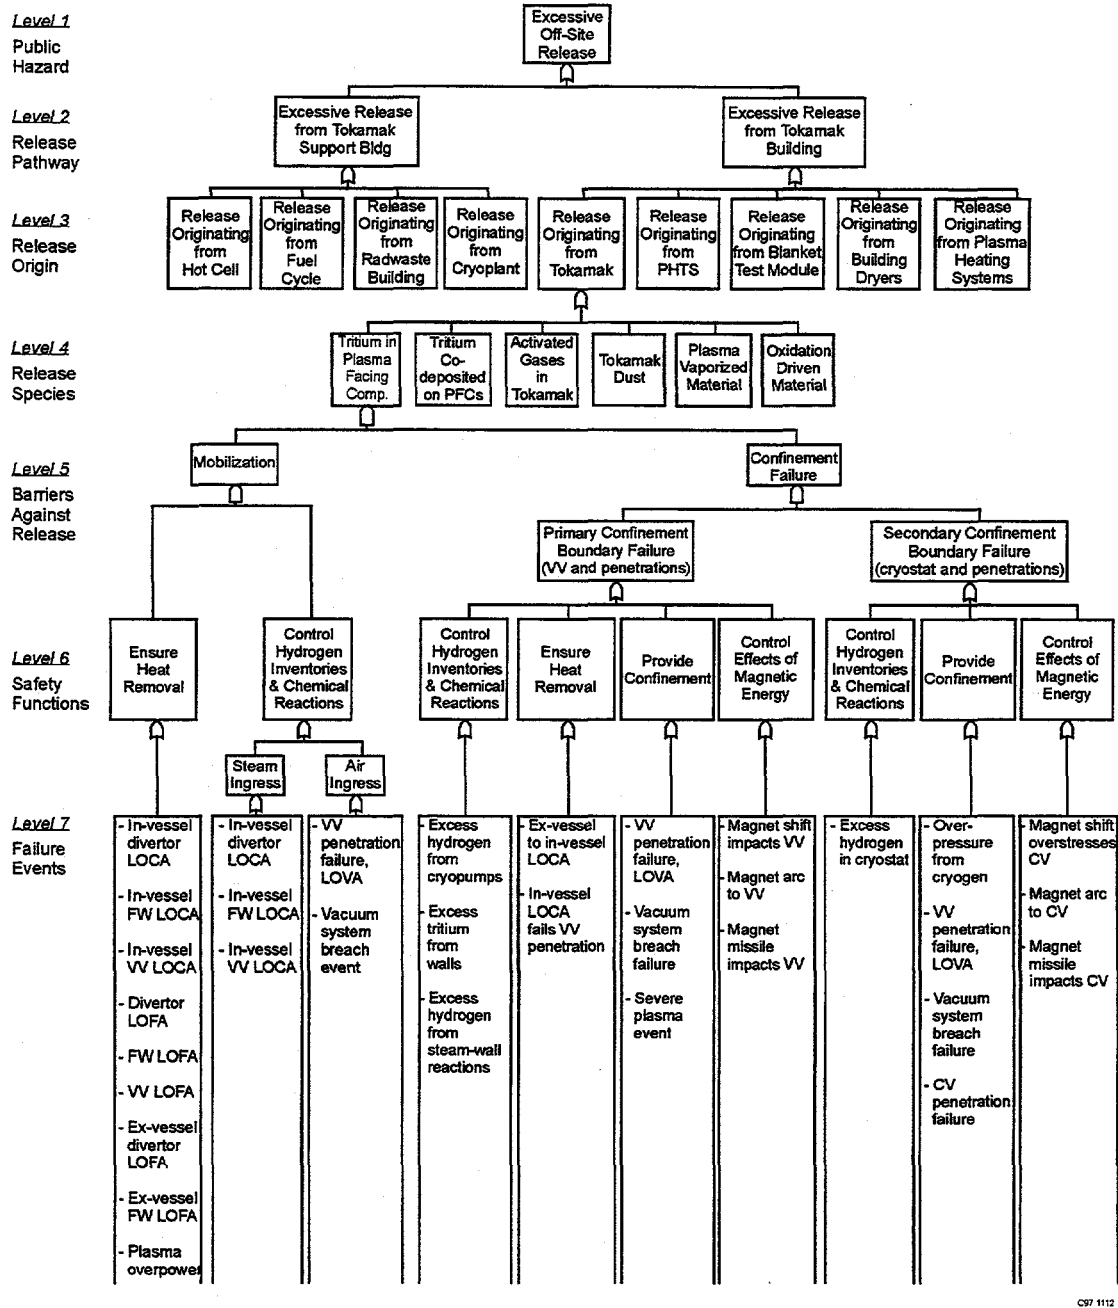 Level 1
Public
Hazard
Excessive
Off-Site
Release
Level 2
Release
Pathway
Excessive Release
from Tokamak
Support Bldg
Excessive Release
from Tokamak
Building
Level 3
Release
Origin
Release
Originating
from
Hot Cell
Release
Originating
from
Fuel
Cycle
Release
Originating
from
Radwaste
Building
Release
Originating
from
Cryoplant
Release
Originating
from
Tokamak
Release
Originating
from
PHTS
Release
Originating
from Blanket
Test Module
Release
Originating
from
Building
Dryers
Release
Originating
from Plasma
Heating
Systems
Level 4
Release
Species
Tritium in
Plasma
Facing
Comp.
Tritium
Co-
deposited
on PFCs
Activated
Gases
in
Tokamak
Tokamak
Dust
Plasma
Vaporized
Material
Oxidation
Driven
Material
Level 5
Barriers
Against
Release
Mobilization
Confinement
Failure
Primary Confinement
Boundary Failure
(VV and penetrations)
Secondary Confinement
Boundary Failure
(cryostat and penetrations)
Level 6
Safety
Functions
Ensure
Heat
Removal
Control
Hydrogen
Inventories
& Chemical
Reactions
Control
Hydrogen
Inventories
& Chemical
Reactions
Ensure
Heat
Removal
Provide
Confinement
Control
Effects of
Magnetic
Energy
Control
Hydrogen
Inventories
& Chemical
Reactions
Provide
Confinement
Control
Effects of
Magnetic
Energy
Steam
Ingress
Air
Ingress
Level 7
Failure
Events
- In-vessel
divertor
LOCA
- In-vessel
FW LOCA
- In-vessel
VV LOCA
- Divertor
LOFA
- FW LOFA
- VV LOFA
- Ex-vessel
divertor
LOFA
- Ex-vessel
FW LOFA
- Plasma
overpower
- In-vessel
divertor
LOCA
- In-vessel
FW LOCA
- In-vessel
VV LOCA
- VV
penetration
failure,
LOVA
- Vacuum
system
breach
event
- Excess
hydrogen
from
cryopumps
- Excess
tritium
from
walls
- Excess
hydrogen
from
steam-wall
reactions
- Ex-vessel
to in-vessel
LOCA
- In-vessel
LOCA
fails VV
penetration
- VV
penetration
failure,
LOVA
- Vacuum
system
breach
failure
- Severe
plasma
event
- Magnet shift
impacts VV
- Magnet arc
to VV
- Magnet
missile
impacts VV
- Excess
hydrogen
in cryostat
- Over-
pressure
from
cryogen
- VV
penetration
failure,
LOVA
- Vacuum
system
breach
failure
- CV
penetration
failure
- Magnet shift
overstresses
CV
- Magnet arc
to CV
- Magnet
missile
impacts CV
C97 1112